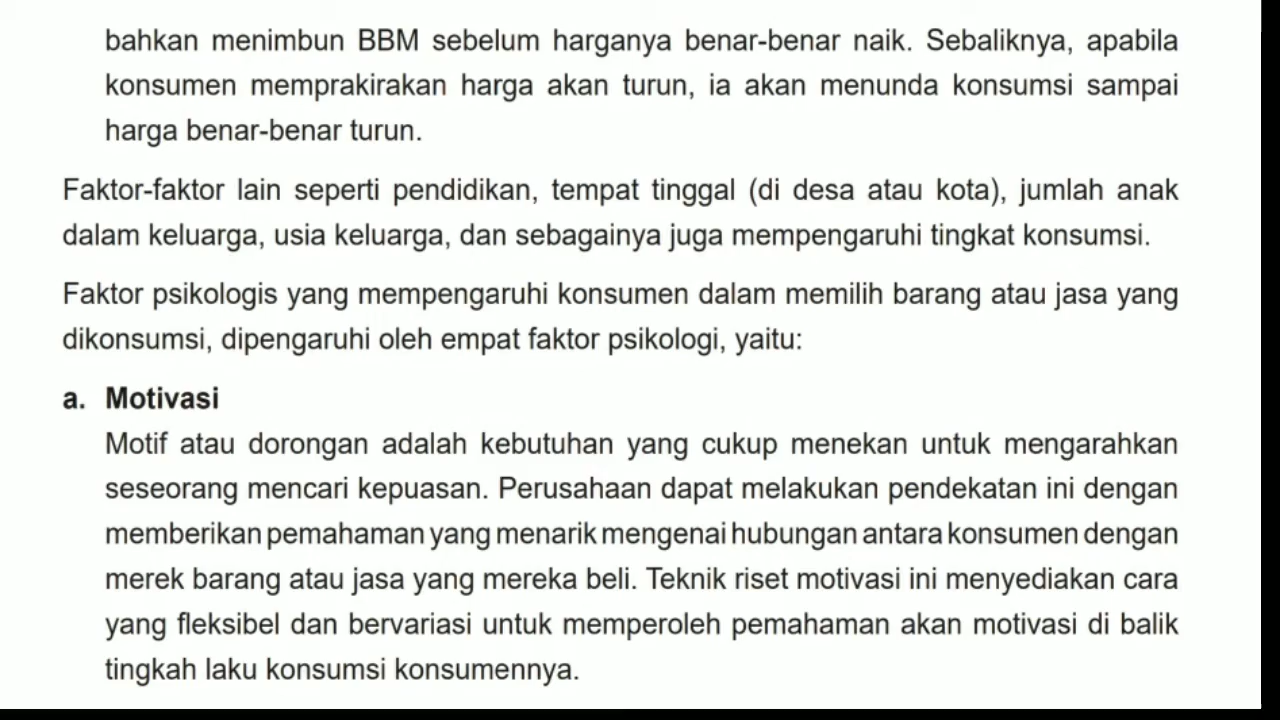 bahkan menimbun BBM sebelum harganya benar-benar naik. Sebaliknya, apabila
konsumen memprakirakan harga akan turun, ia akan menunda konsumsi sampai
harga benar-benar turun.
Faktor-faktor lain seperti pendidikan, tempat tinggal (di desa atau kota), jumlah anak
dalam keluarga, usia keluarga, dan sebagainya juga mempengaruhi tingkat konsumsi.
Faktor psikologis yang mempengaruhi konsumen dalam memilih barang atau jasa yang
dikonsumsi, dipengaruhi oleh empat faktor psikologi, yaitu:
a. Motivasi
Motif atau dorongan adalah kebutuhan yang cukup menekan untuk mengarahkan
seseorang mencari kepuasan. Perusahaan dapat melakukan pendekatan ini dengan
memberikan pemahaman yang menarik mengenai hubungan antara konsumen dengan
merek barang atau jasa yang mereka beli. Teknik riset motivasi ini menyediakan cara
yang fleksibel dan bervariasi untuk memperoleh pemahaman akan motivasi di balik
tingkah laku konsumsi konsumennya.